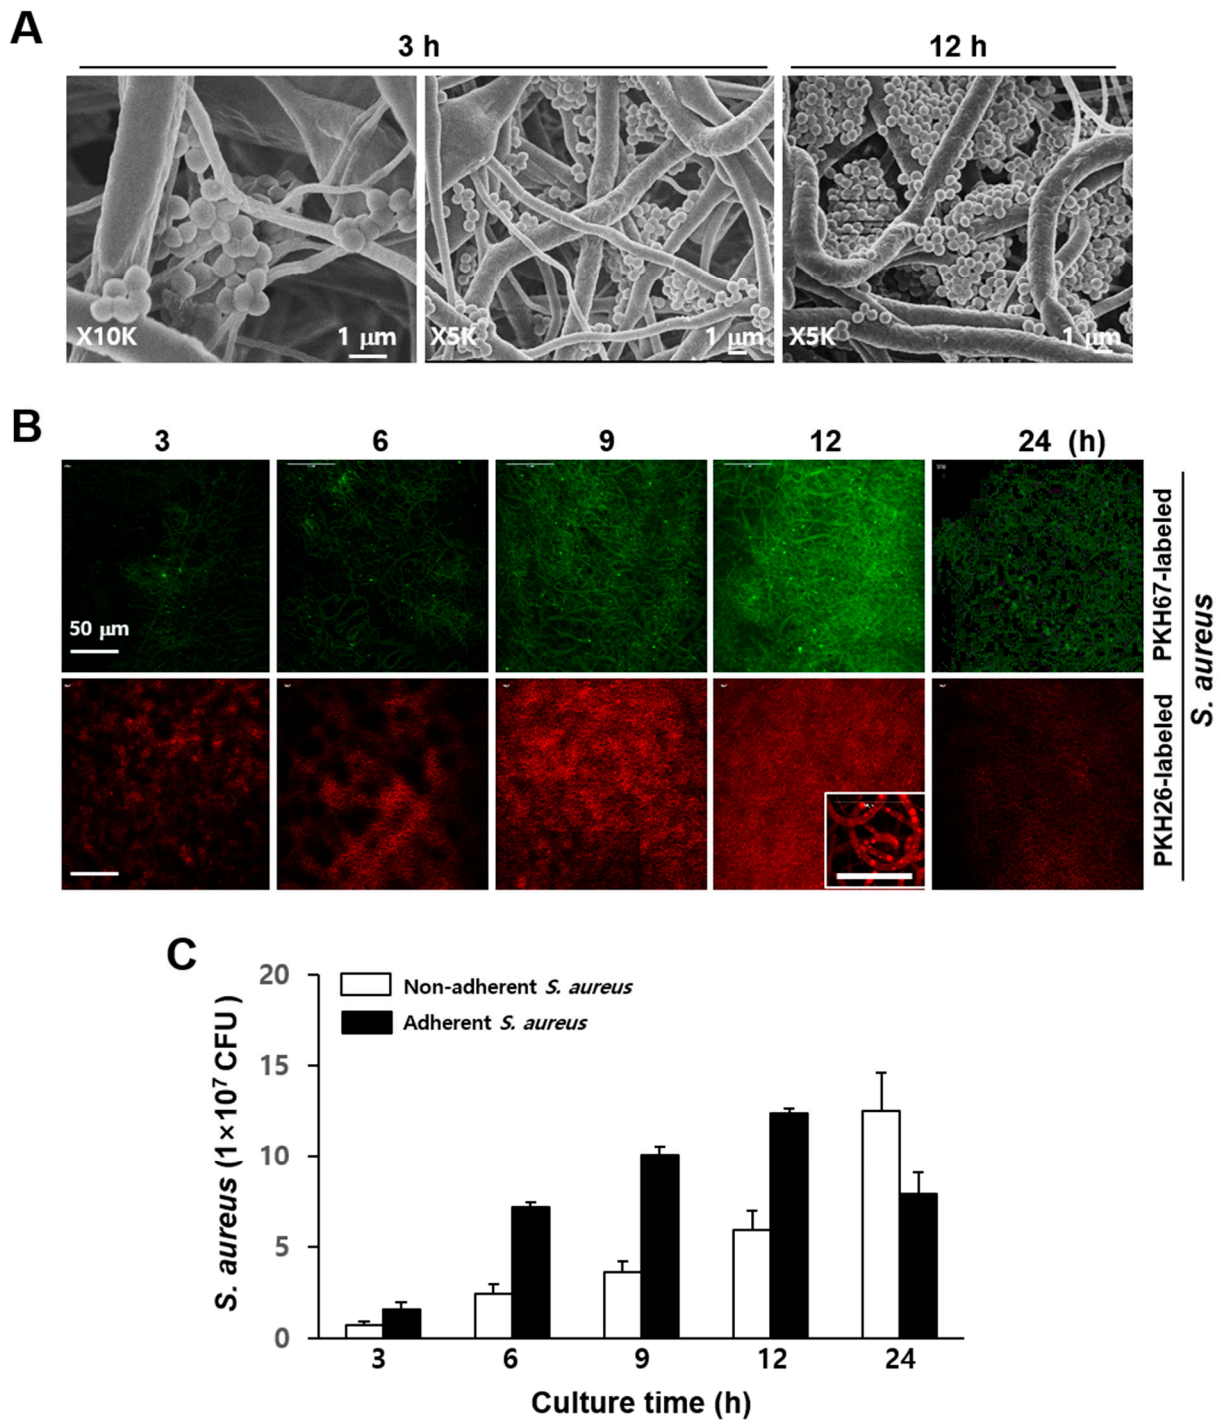 A
3 h
12 h
X10K
1 μm
X5K
1 μm
X5K
1 μm
B
3
6
9
12
24 (h)
50 μm
PKH67-labeled
PKH26-labeled
S. aureus
C
S. aureus (1×10⁷ CFU)
20
15
10
5
0
Non-adherent S. aureus
Adherent S. aureus
3
6
9
12
24
Culture time (h)